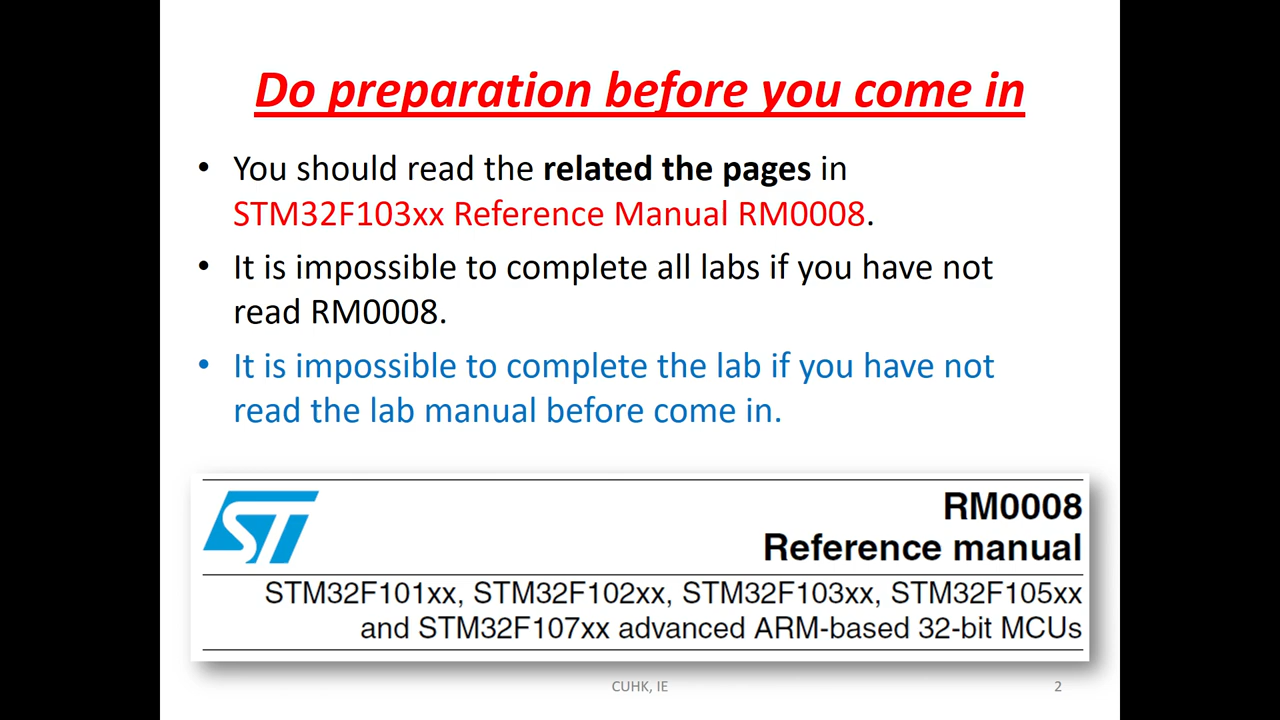 Do preparation before you come in
• You should read the related the pages in
STM32F103xx Reference Manual RM0008.
• It is impossible to complete all labs if you have not
read RM0008.
• It is impossible to complete the lab if you have not
read the lab manual before come in.
ST
RM0008
Reference manual
STM32F101xx, STM32F102xx, STM32F103xx, STM32F105xx
and STM32F107xx advanced ARM-based 32-bit MCUs
CUHK, IE
2